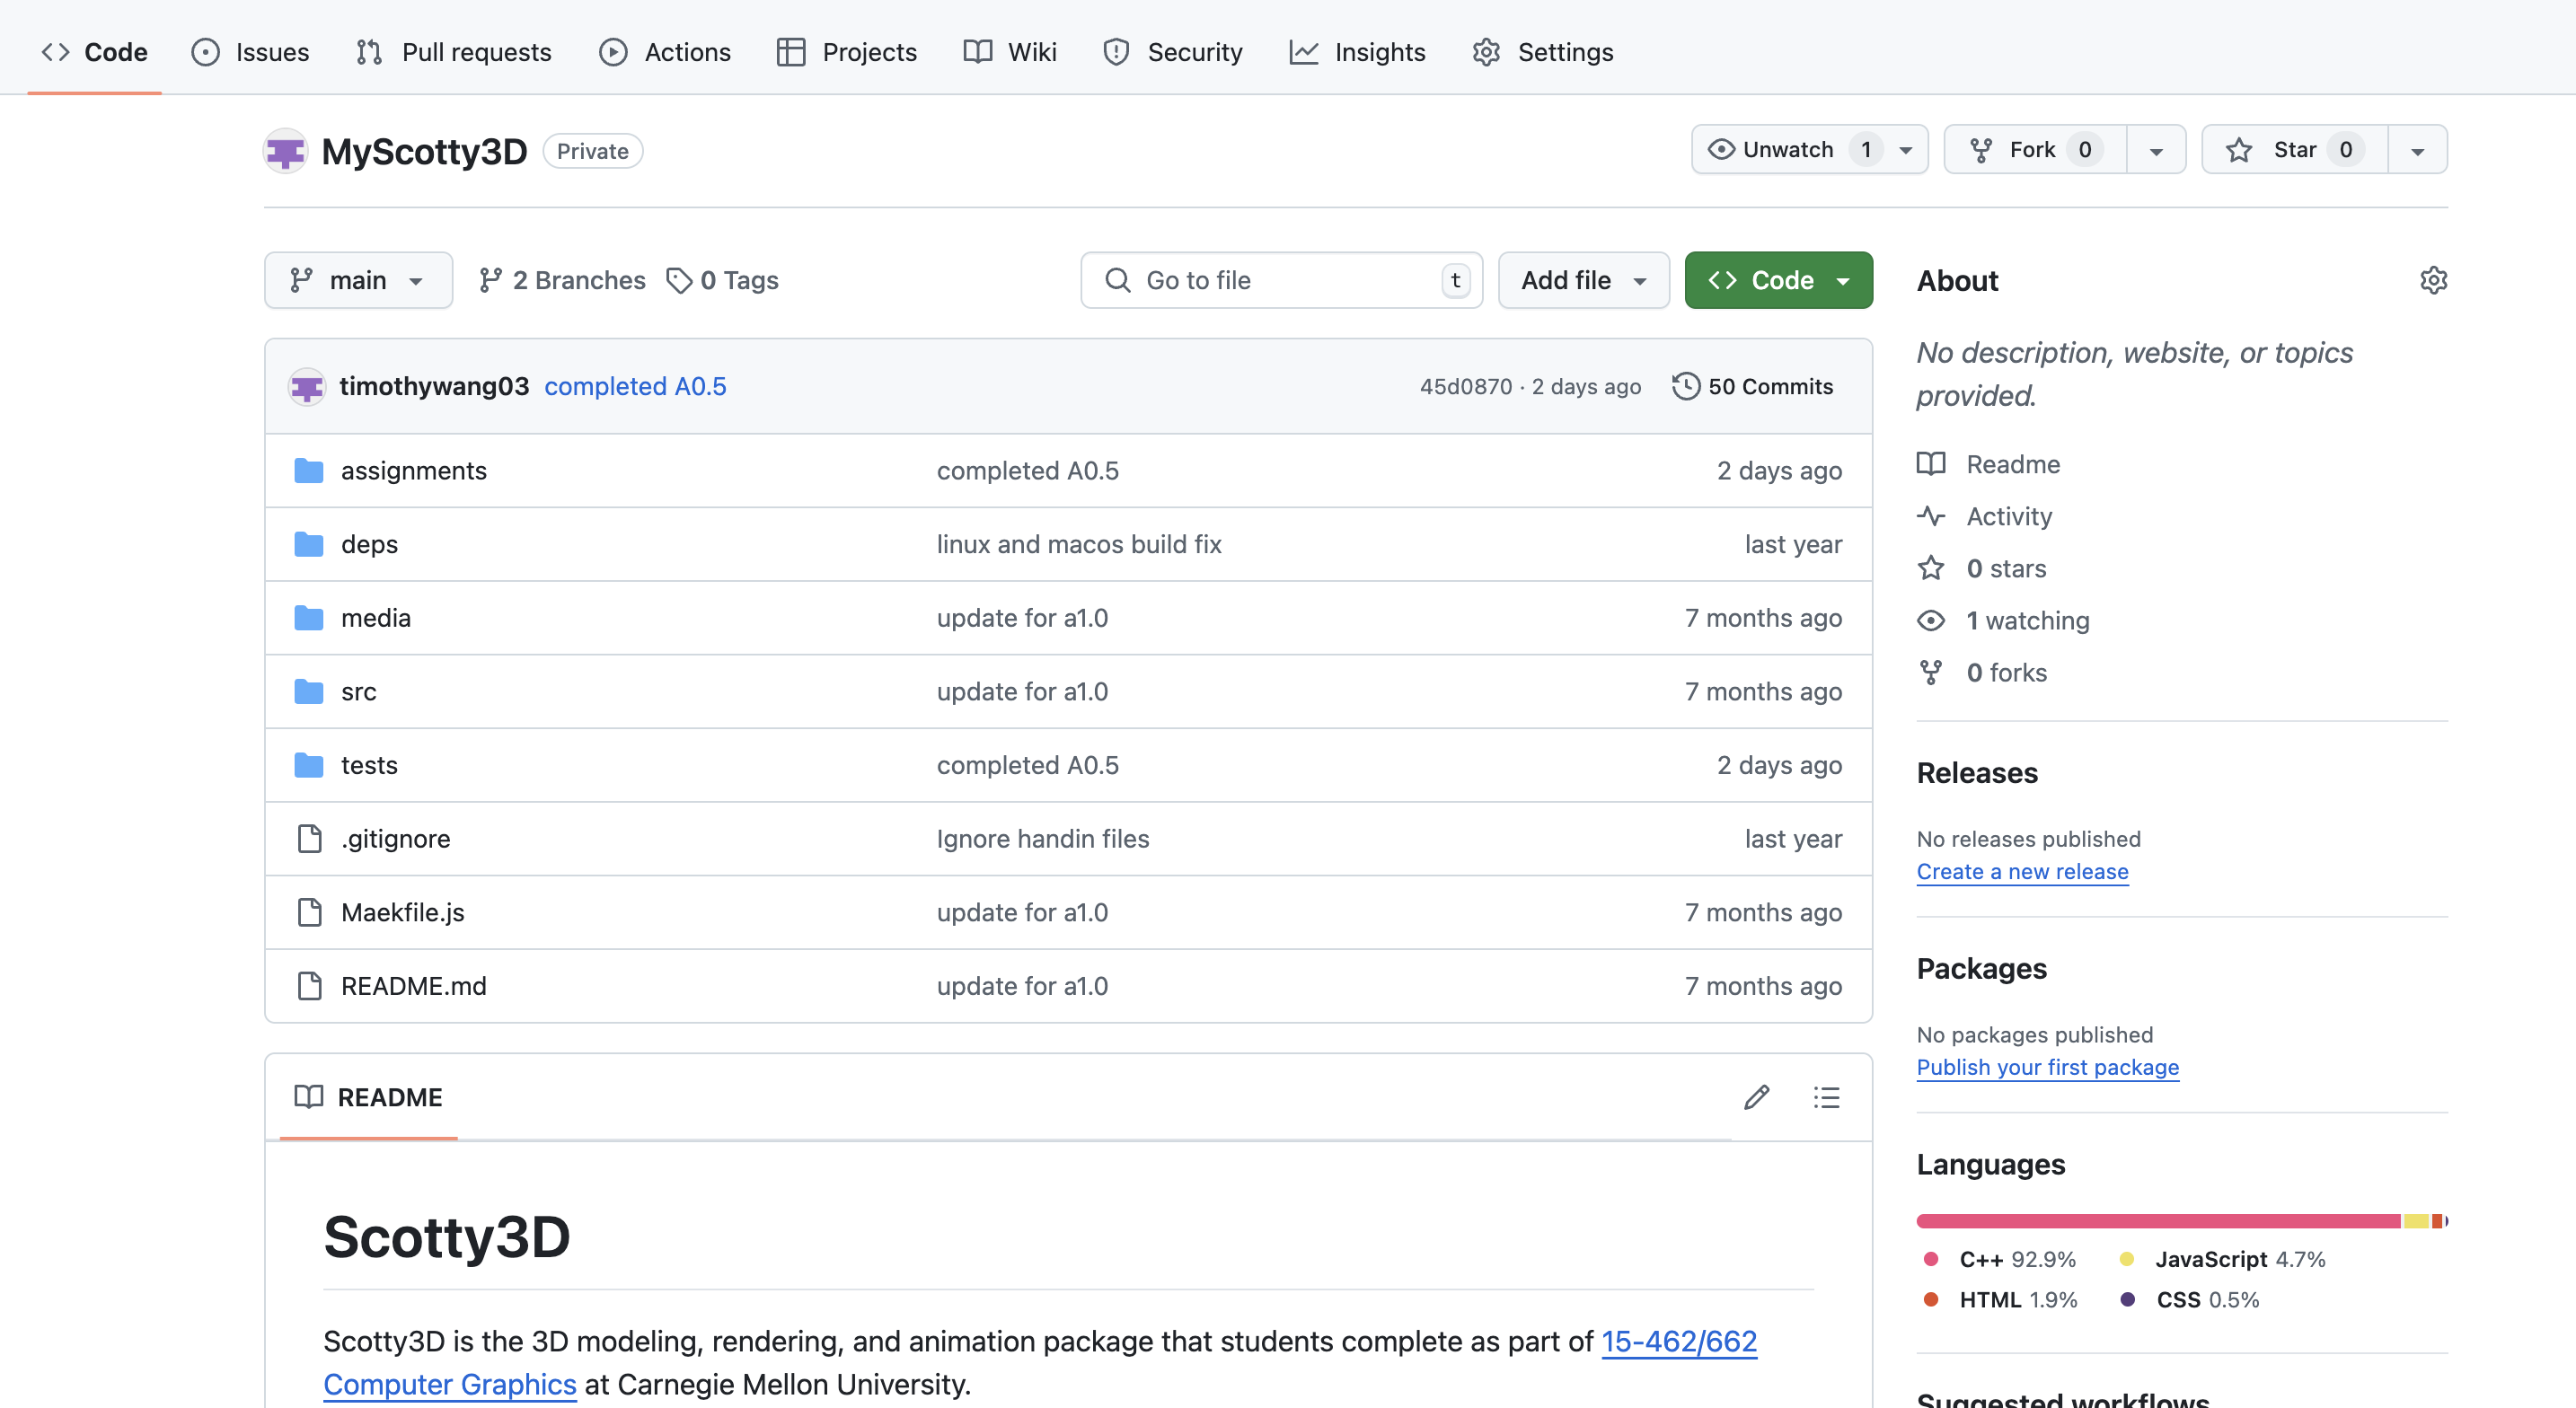 Code Issues Pull requests Actions Projects Wiki Security Insights Settings
MyScotty3D Private Unwatch 1 Fork 0 Star 0
main 2 Branches 0 Tags Go to file t Add file Code
timothywang03 completed A0.5 45d0870 · 2 days ago 50 Commits
assignments completed A0.5 2 days ago
deps linux and macos build fix last year
media update for a1.0 7 months ago
src update for a1.0 7 months ago
tests completed A0.5 2 days ago
.gitignore Ignore handin files last year
Maekfile.js update for a1.0 7 months ago
README.md update for a1.0 7 months ago
README
Scotty3D
Scotty3D is the 3D modeling, rendering, and animation package that students complete as part of 15-462/662
Computer Graphics at Carnegie Mellon University.
About
No description, website, or topics
provided.
Readme
Activity
0 stars
1 watching
0 forks
Releases
No releases published
Create a new release
Packages
No packages published
Publish your first package
Languages
C++ 92.9% JavaScript 4.7%
HTML 1.9% CSS 0.5%
Suggested workflows